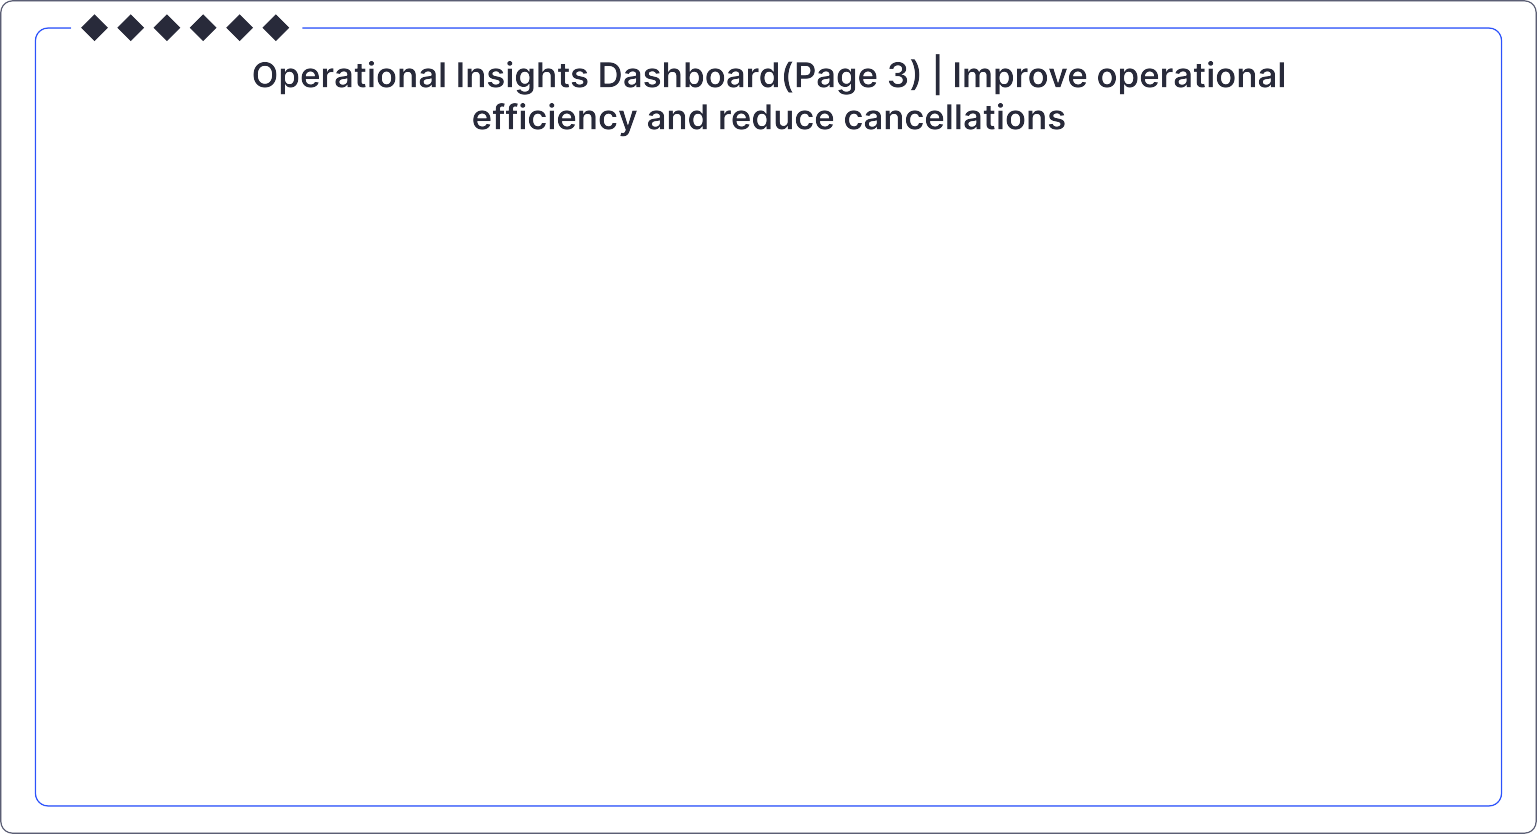 Operational Insights Dashboard(Page 3) | Improve operational
efficiency and reduce cancellations